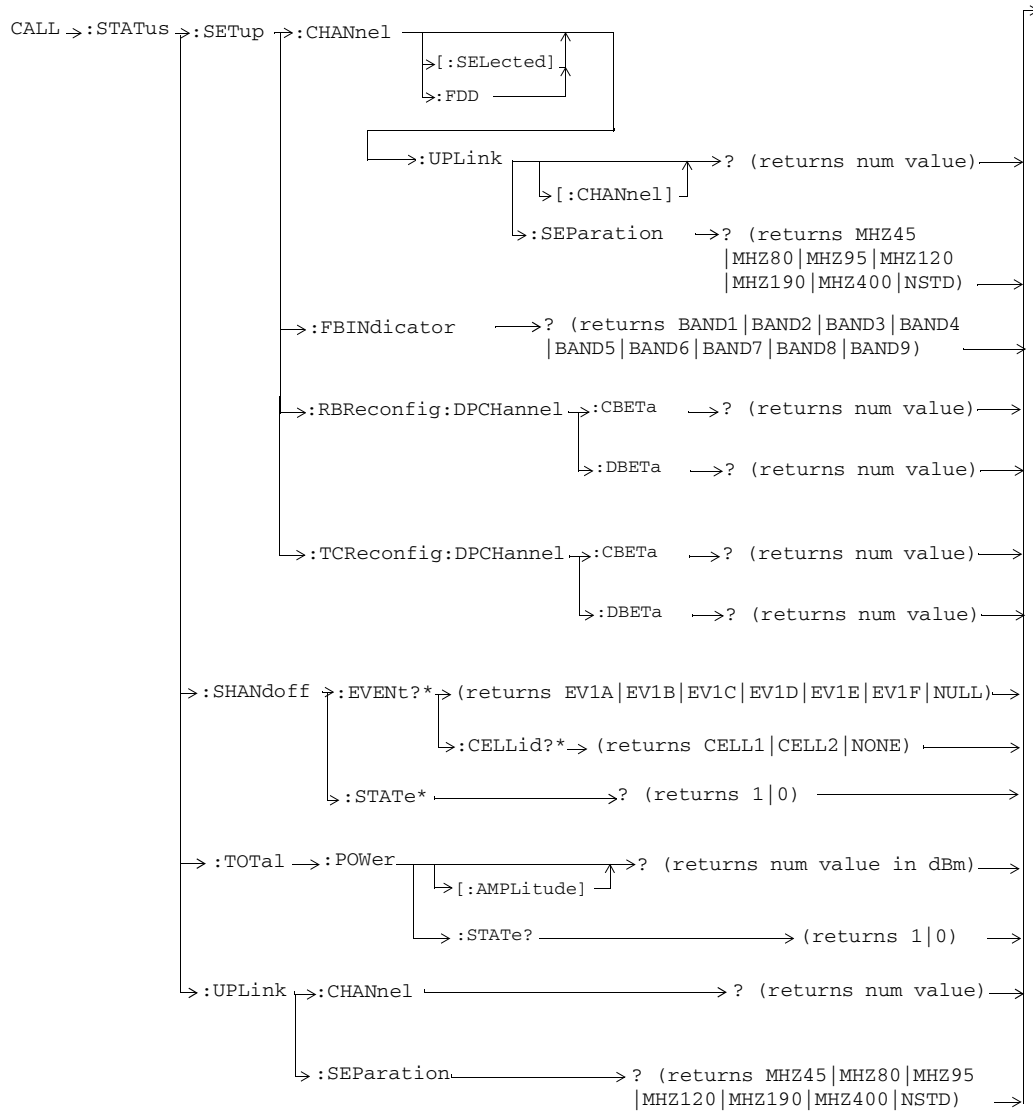 CALL :STATus :SETup :CHANnel
[:SELected]
:FDD
:UPLink ? (returns num value)
[:CHANnel]
:SEParation ? (returns MHZ45
|MHZ80|MHZ95|MHZ120
|MHZ190|MHZ400|NSTD)
:FBINdicator ? (returns BAND1|BAND2|BAND3|BAND4
|BAND5|BAND6|BAND7|BAND8|BAND9)
:RBReconfig:DPCHannel :CBETa ? (returns num value)
:DBETa ? (returns num value)
:TCReconfig:DPCHannel :CBETa ? (returns num value)
:DBETa ? (returns num value)
:SHANdoff :EVENt?* (returns EV1A|EV1B|EV1C|EV1D|EV1E|EV1F|NULL)
:CELLid?* (returns CELL1|CELL2|NONE)
:STATe* ? (returns 1|0)
:TOTal :POWer ? (returns num value in dBm)
[:AMPLitude]
:STATe? (returns 1|0)
:UPLink :CHANnel ? (returns num value)
:SEParation ? (returns MHZ45|MHZ80|MHZ95
|MHZ120|MHZ190|MHZ400|NSTD)